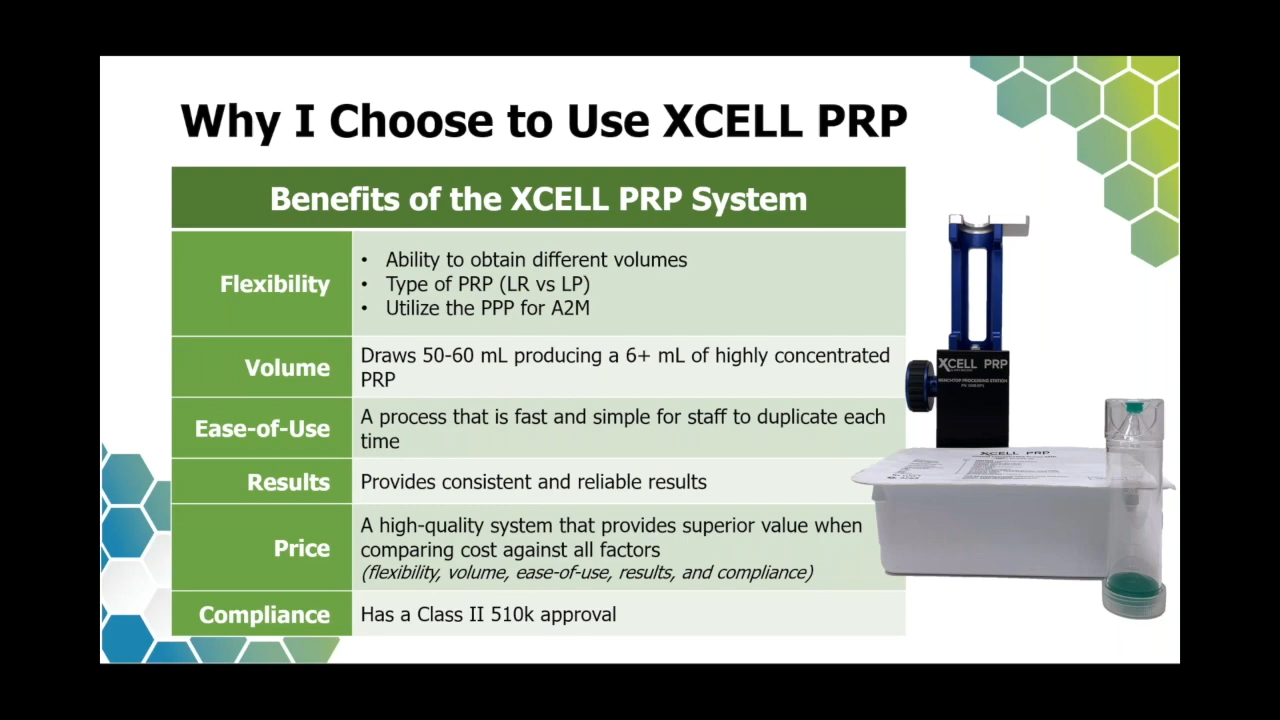 Why I Choose to Use XCELL PRP
Benefits of the XCELL PRP System
Flexibility
• Ability to obtain different volumes
• Type of PRP (LR vs LP)
• Utilize the PPP for A2M
Volume
Draws 50-60 mL producing a 6+ mL of highly concentrated
PRP
Ease-of-Use
A process that is fast and simple for staff to duplicate each
time
Results
Provides consistent and reliable results
Price
A high-quality system that provides superior value when
comparing cost against all factors
(flexibility, volume, ease-of-use, results, and compliance)
Compliance
Has a Class II 510k approval
XCELL PRP
BENCHTOP PROCESSING STATION
XCELL PRP